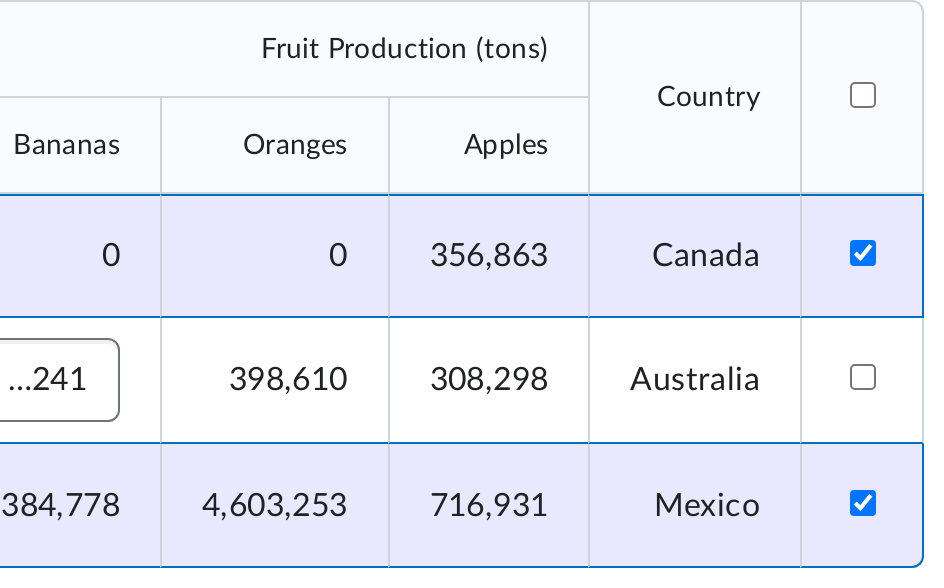 Fruit Production (tons) Country
Bananas Oranges Apples
0 0 356,863 Canada
...241 398,610 308,298 Australia
384,778 4,603,253 716,931 Mexico